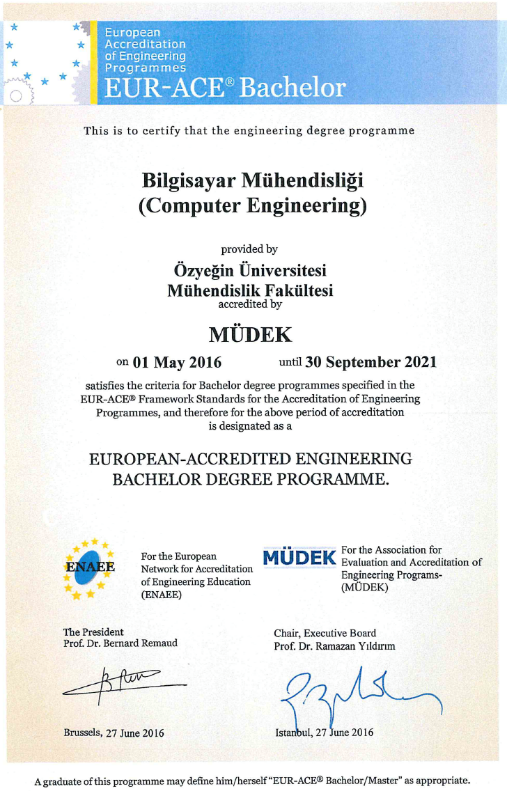 European
Accreditation
of Engineering
Programmes
EUR-ACE® Bachelor
This is to certify that the engineering degree programme
Bilgisayar Mühendisliği
(Computer Engineering)
provided by
Özyeğin Üniversitesi
Mühendislik Fakültesi
accredited by
MÜDEK
on 01 May 2016 until 30 September 2021
satisfies the criteria for Bachelor degree programmes specified in the
EUR-ACE® Framework Standards for the Accreditation of Engineering
Programmes, and therefore for the above period of accreditation
is designated as a
EUROPEAN-ACCREDITED ENGINEERING
BACHELOR DEGREE PROGRAMME.
ENAEE
For the European
Network for Accreditation
of Engineering Education
(ENAEE)
MÜDEK
For the Association for
Evaluation and Accreditation of
Engineering Programs-
(MÜDEK)
The President
Prof. Dr. Bernard Remaud
Chair, Executive Board
Prof. Dr. Ramazan Yıldırım
Brussels, 27 June 2016
Istanbul, 27 June 2016
A graduate of this programme may define him/herself "EUR-ACE® Bachelor/Master" as appropriate.